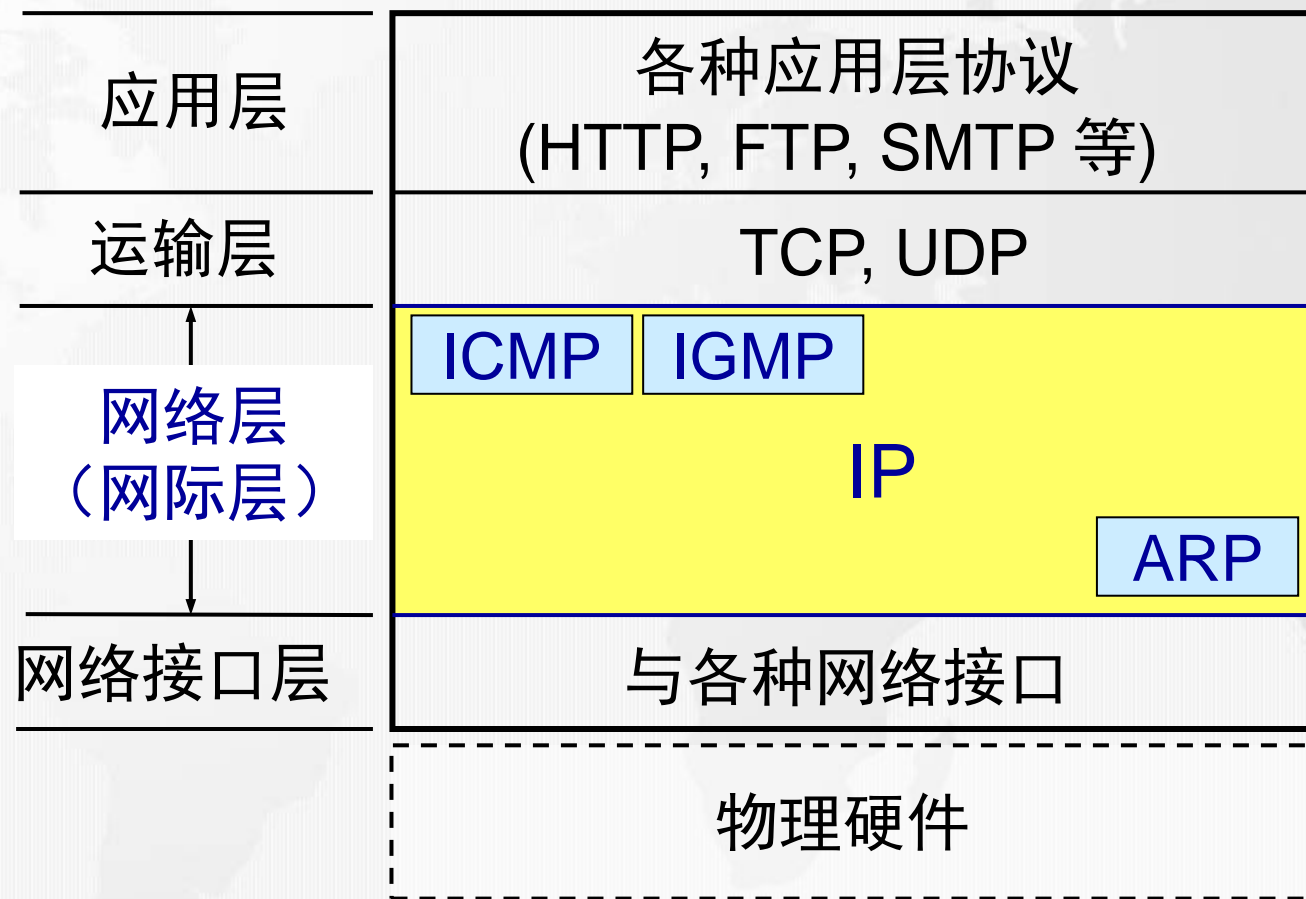 应用层
各种应用层协议
(HTTP, FTP, SMTP 等)
运输层
TCP, UDP
网络层
（网际层）
ICMP
IGMP
IP
ARP
网络接口层
与各种网络接口
物理硬件